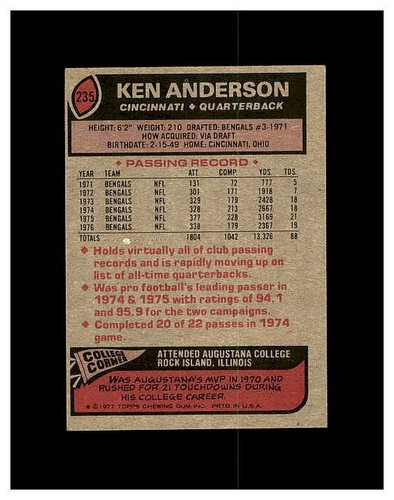 235
KEN ANDERSON
CINCINNATI ♦ QUARTERBACK
HEIGHT: 6'2" WEIGHT: 210 DRAFTED: BENGALS #3-1971
HOW ACQUIRED: VIA DRAFT
BIRTHDATE: 2-15-49 HOME: CINCINNATI, OHIO
♦ PASSING RECORD ♦
YEAR TEAM ATT COMP YDS. TDS.
1971 BENGALS NFL 131 72 777 5
1972 BENGALS NFL 301 171 1918 7
1973 BENGALS NFL 329 179 2428 18
1974 BENGALS NFL 328 213 2667 18
1975 BENGALS NFL 377 228 3169 21
1976 BENGALS NFL 338 179 2367 19
TOTALS 1804 1042 13,326 88
♦ Holds virtually all of club passing
records and is rapidly moving up on
list of all-time quarterbacks.
♦ Was pro football's leading passer in
1974 & 1975 with ratings of 94.1
and 95.9 for the two campaigns.
♦ Completed 20 of 22 passes in 1974
game.
COLLEGE
CORNER
ATTENDED AUGUSTANA COLLEGE
ROCK ISLAND, ILLINOIS
WAS AUGUSTANA'S MVP IN 1970 AND
RUSHED FOR 21 TOUCHDOWNS DURING
HIS COLLEGE CAREER.
© 1977 TOPPS CHEWING GUM, INC. PRTD. IN U.S.A.